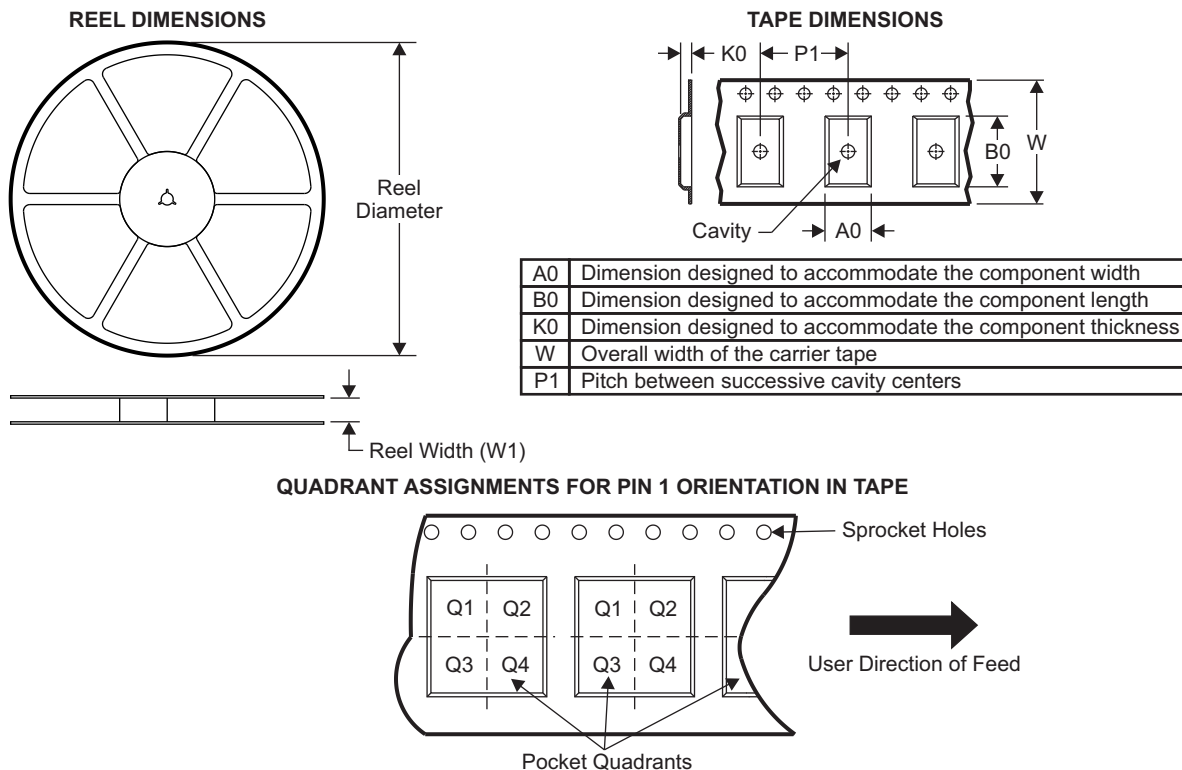 REEL DIMENSIONS
Reel
Diameter
Reel Width (W1)
TAPE DIMENSIONS
K0
P1
B0
W
Cavity
A0
A0 Dimension designed to accommodate the component width
B0 Dimension designed to accommodate the component length
K0 Dimension designed to accommodate the component thickness
W Overall width of the carrier tape
P1 Pitch between successive cavity centers
QUADRANT ASSIGNMENTS FOR PIN 1 ORIENTATION IN TAPE
Sprocket Holes
Q1 Q2 Q1 Q2
Q3 Q4 Q3 Q4
User Direction of Feed
Pocket Quadrants